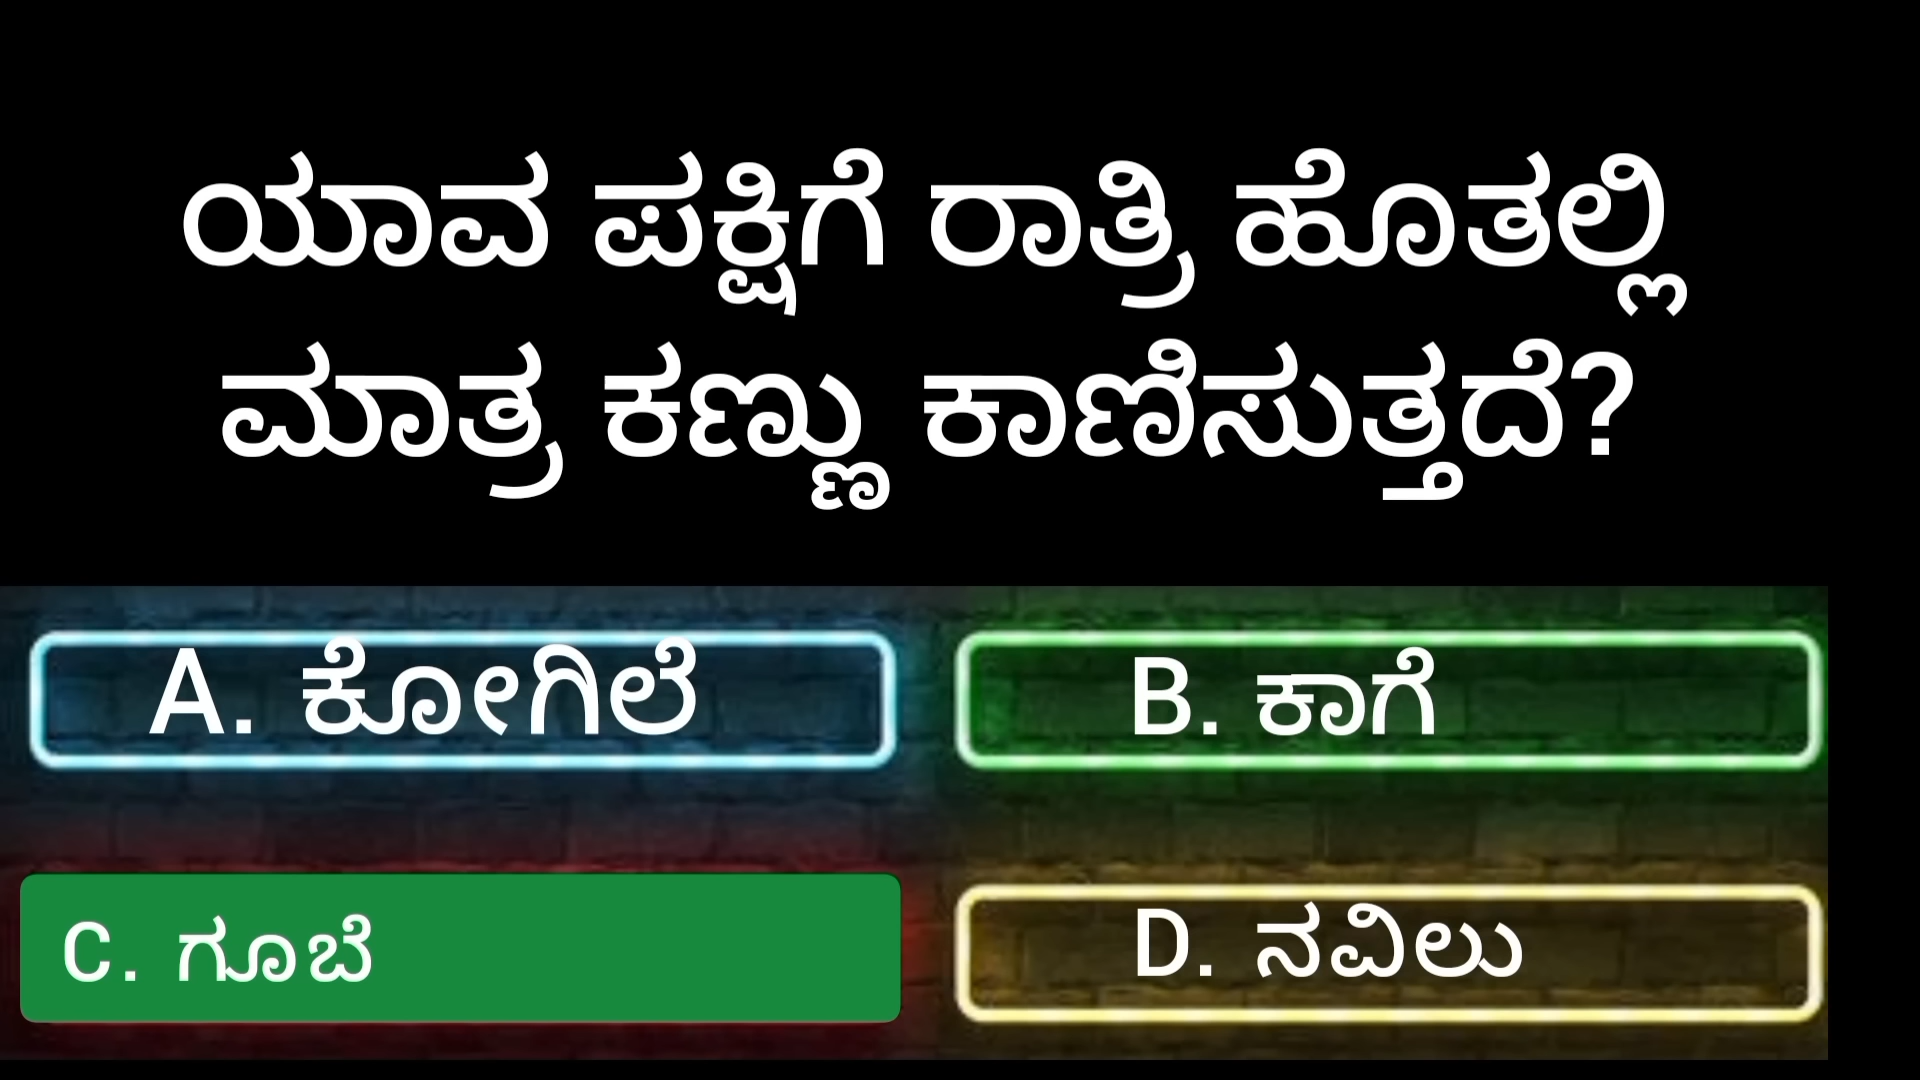 ಯಾವ ಪಕ್ಷಿಗೆ ರಾತ್ರಿ ಹೊತಲ್ಲಿ
ಮಾತ್ರ ಕಣ್ಣು ಕಾಣಿಸುತ್ತದೆ?
A. ಕೋಗಿಲೆ
B. ಕಾಗೆ
C. ಗೂಬೆ
D. ನವಿಲು